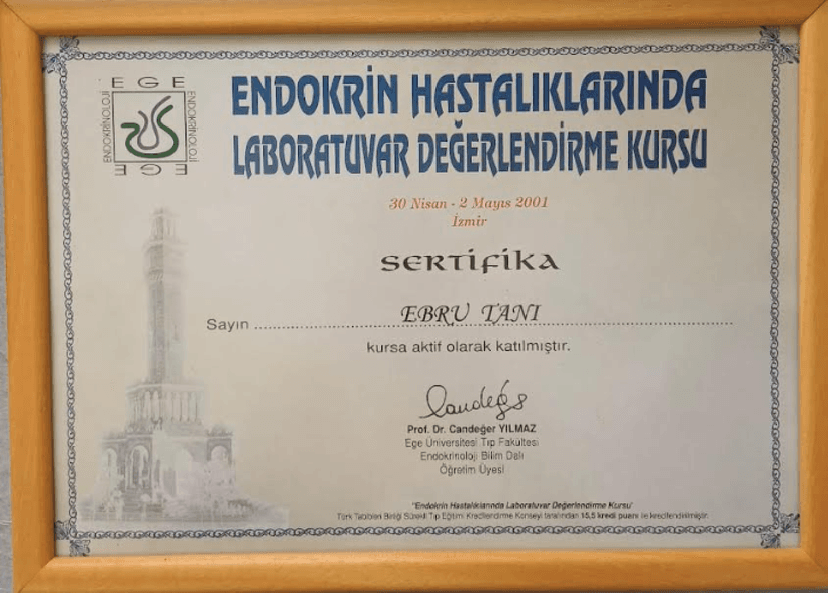 EGE
ENDOKRİNOLOJİ
ENDOKRİNOLOJİ
EGE
ENDOKRİN HASTALIKLARINDA
LABORATUVAR DEĞERLENDİRME KURSU
30 Nisan - 2 Mayıs 2001
İzmir
SERTİFİKA
Sayın EBRU TANI
kursa aktif olarak katılmıştır.
Candeğ
Prof. Dr. Candeğer YILMAZ
Ege Üniversitesi Tıp Fakültesi
Endokrinoloji Bilim Dalı
Öğretim Üyesi
"Endokrin Hastalıklarında Laboratuvar Değerlendirme Kursu"
Türk Tabibleri Birliği Sürekli Tıp Eğitimi Kredilendirme Konseyi tarafından 15,5 kredi puanı ile kredilendirilmiştir.